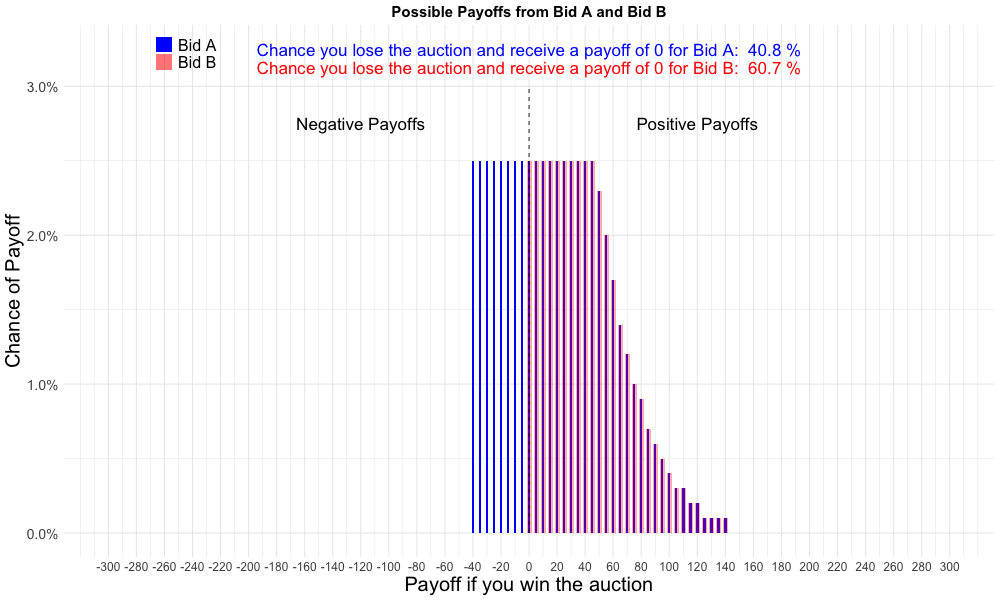 Possible Payoffs from Bid A and Bid B
Bid A
Bid B
Chance you lose the auction and receive a payoff of 0 for Bid A:  40.8 %
Chance you lose the auction and receive a payoff of 0 for Bid B:  60.7 %
Negative Payoffs
Positive Payoffs
Chance of Payoff
3.0%
2.0%
1.0%
0.0%
-300 -280 -260 -240 -220 -200 -180 -160 -140 -120 -100 -80 -60 -40 -20 0 20 40 60 80 100 120 140 160 180 200 220 240 260 280 300
Payoff if you win the auction